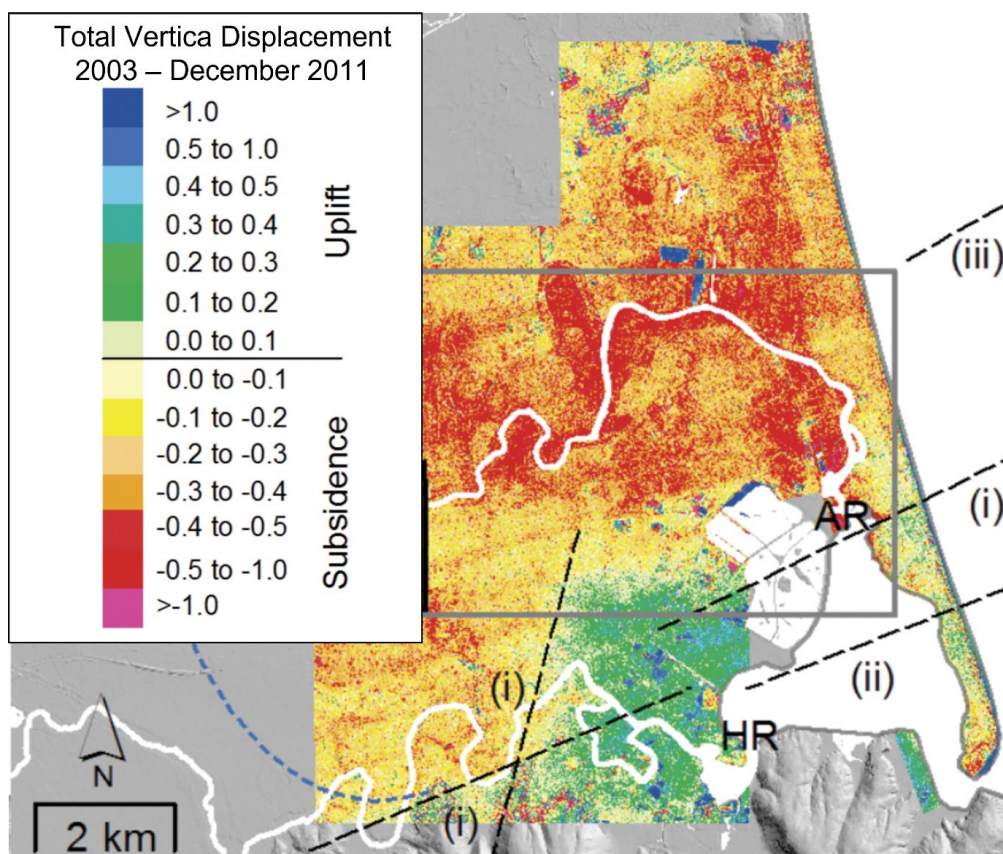 Total Vertica Displacement
2003 – December 2011
>1.0
0.5 to 1.0
0.4 to 0.5
0.3 to 0.4
0.2 to 0.3
0.1 to 0.2
0.0 to 0.1
Uplift
0.0 to -0.1
-0.1 to -0.2
-0.2 to -0.3
-0.3 to -0.4
-0.4 to -0.5
-0.5 to -1.0
>-1.0
Subsidence
(iii)
(i)
AR
(ii)
(i)
HR
(i)
N
2 km